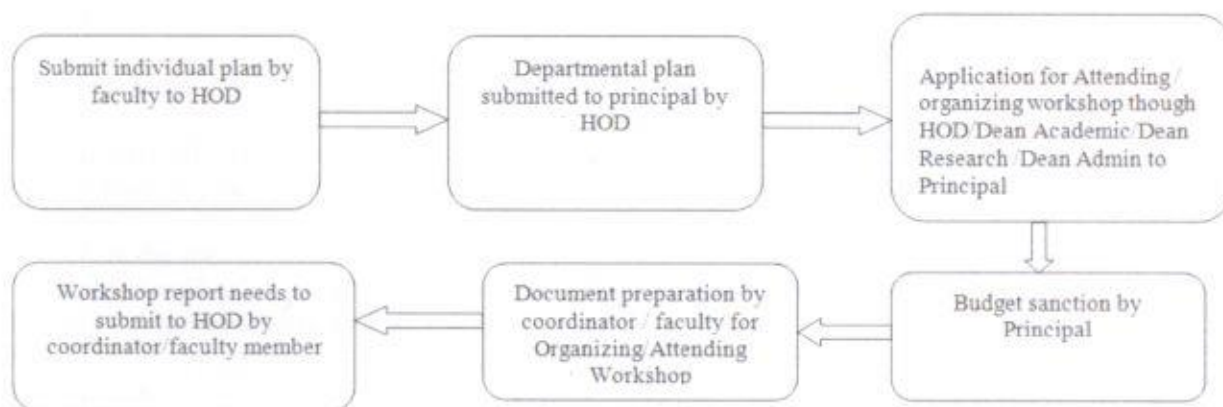 Submit individual plan by
faculty to HOD
Departmental plan
submitted to principal by
HOD
Application for Attending/
organizing workshop though
HOD/Dean Academic/Dean
Research /Dean Admin to
Principal
Budget sanction by
Principal
Document preparation by
coordinator / faculty for
Organizing/Attending
Workshop
Workshop report needs to
submit to HOD by
coordinator/faculty member